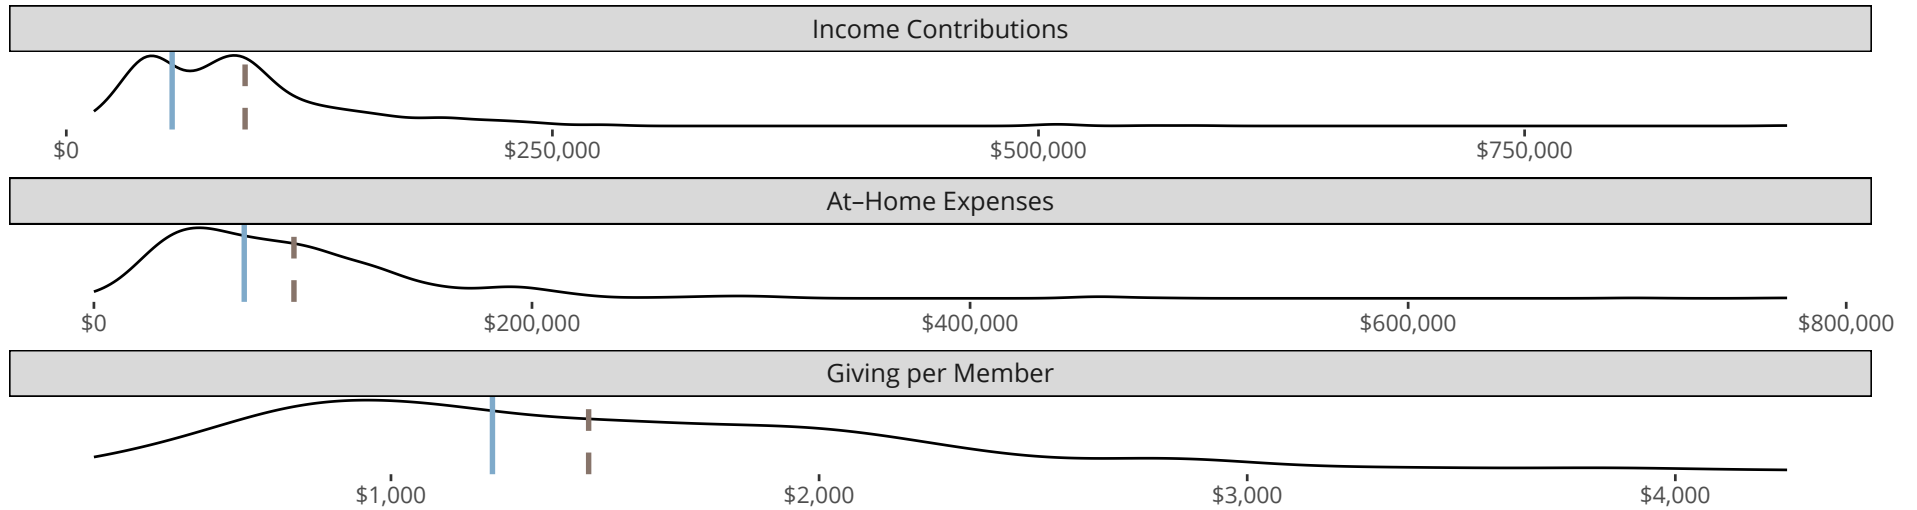 Income Contributions
$0 $250,000 $500,000 $750,000
At–Home Expenses
$0 $200,000 $400,000 $600,000 $800,000
Giving per Member
$1,000 $2,000 $3,000 $4,000